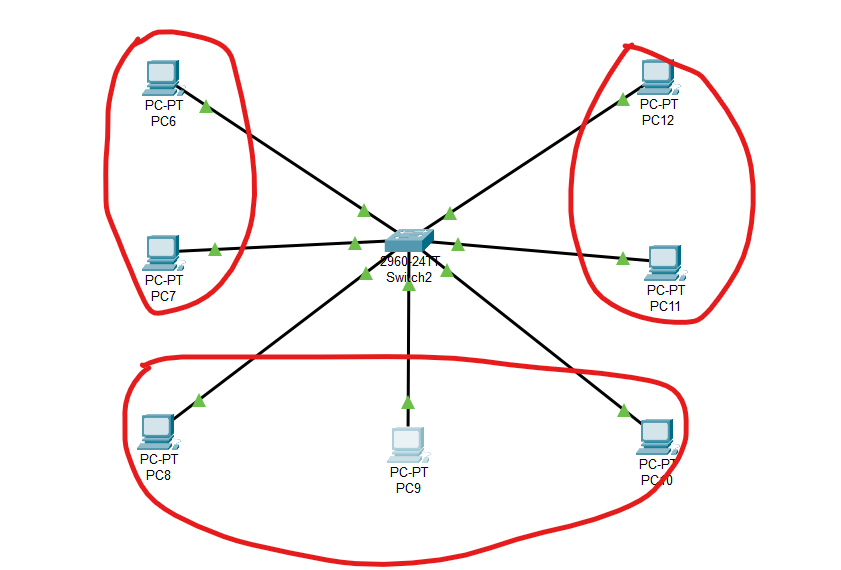 PC-PT
PC6
PC-PT
PC12
PC-PT
PC7
2960-24TT
Switch2
PC-PT
PC11
PC-PT
PC8
PC-PT
PC9
PC-PT
PC10